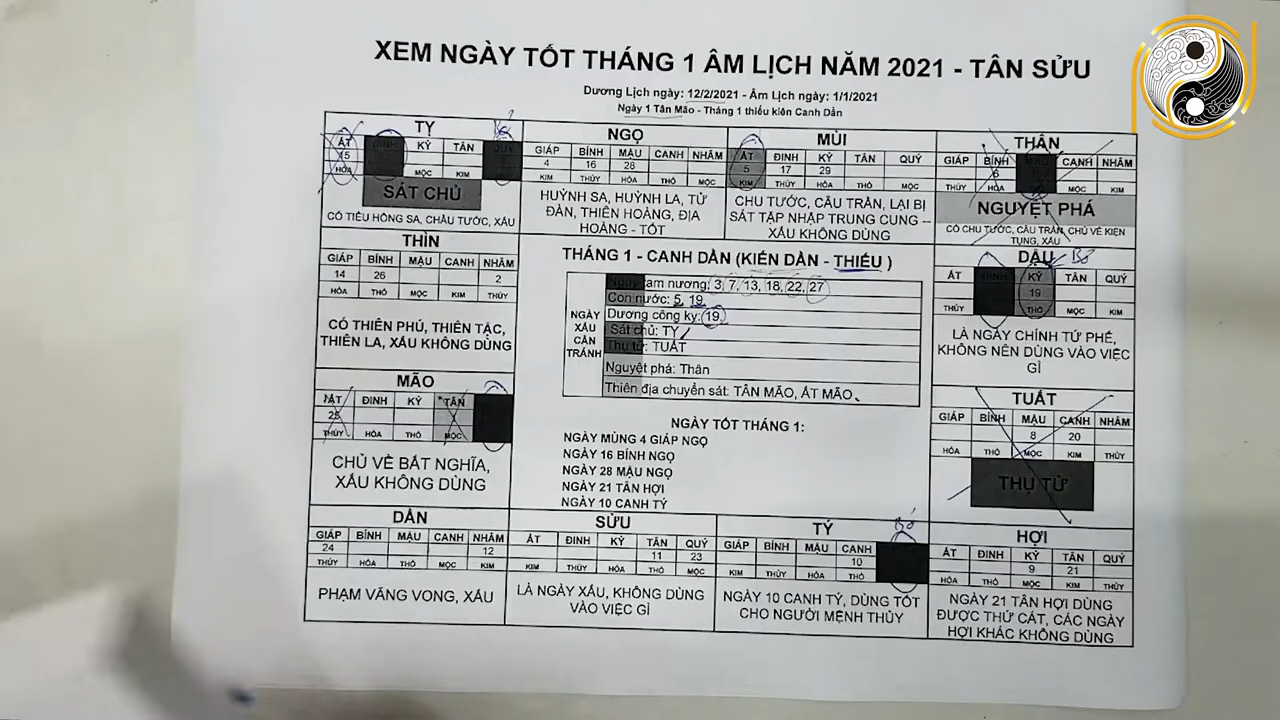 XEM NGÀY TỐT THÁNG 1 ÂM LỊCH NĂM 2021 - TÂN SỬU
Dương Lịch ngày: 12/2/2021 - Âm Lịch ngày: 1/1/2021
Ngày 1 Tân Mão - Tháng 1 thiếu kiên Canh Dần
TỴ
ẤT KỶ TÂN
15
HỎA MỘC KIM
SÁT CHỦ
CÓ TIỂU HỒNG SA, CHÂU TƯỚC, XẤU
NGỌ
GIÁP BÍNH MẬU CANH NHÂM
4 16 28
KIM THỦY HỎA THỔ MỘC
HUỲNH SA, HUỲNH LA, TỬ
ĐÀN, THIÊN HOÀNG, ĐỊA
HOÀNG - TỐT
MÙI
ẤT ĐINH KỶ TÂN QUÝ
5 17 29
KIM THỦY HỎA THỔ MỘC
CHU TƯỚC, CÂU TRẦN, LẠI BỊ
SÁT TẬP NHẬP TRUNG CUNG --
XẤU KHÔNG DÙNG
THÂN
GIÁP BÍNH CANH NHÂM
6
THỦY HỎA MỘC KIM
NGUYỆT PHÁ
CÓ CHU TƯỚC, CÂU TRẦN, CHỦ VỀ KIỆN
TỤNG, XẤU
THÌN
GIÁP BÍNH MẬU CANH NHÂM
14 26 2
HỎA THỔ MỘC KIM THỦY
CÓ THIÊN PHÚ, THIÊN TẶC,
THIÊN LA, XẤU KHÔNG DÙNG
THÁNG 1 - CANH DẦN (KIẾN DẦN - THIẾU )
NGÀY
XẤU
CẦN
TRÁNH
Ngày tam nương: 3, 7, 13, 18, 22, 27
Con nước: 5, 19
Dương công kỵ: 19
Sát chủ: TỴ
Thụ tử: TUẤT
Nguyệt phá: Thân
Thiên địa chuyển sát: TÂN MÃO, ẤT MÃO
NGÀY TỐT THÁNG 1:
NGÀY MÙNG 4 GIÁP NGỌ
NGÀY 16 BÍNH NGỌ
NGÀY 28 MẬU NGỌ
NGÀY 21 TÂN HỢI
NGÀY 10 CANH TÝ
DẬU Bỏ
ẤT KỶ TÂN QUÝ
19
THỦY THỔ MỘC KIM
LÀ NGÀY CHÍNH TỨ PHẾ,
KHÔNG NÊN DÙNG VÀO VIỆC
GÌ
MÃO
ẤT ĐINH KỶ TÂN
25
THỦY HỎA THỔ MỘC
CHỦ VỀ BẤT NGHĨA,
XẤU KHÔNG DÙNG
TUẤT
GIÁP BÍNH MẬU CANH NHÂM
8 20
HỎA THỔ MỘC KIM THỦY
THỤ TỬ
DẦN
GIÁP BÍNH MẬU CANH NHÂM
24 12
THỦY HỎA THỔ MỘC KIM
PHẠM VÃNG VONG, XẤU
SỬU
ẤT ĐINH KỶ TÂN QUÝ
11 23
KIM THỦY HỎA THỔ MỘC
LÀ NGÀY XẤU, KHÔNG DÙNG
VÀO VIỆC GÌ
TÝ Bỏ
GIÁP BÍNH MẬU CANH
10
KIM THỦY HỎA THỔ
NGÀY 10 CANH TÝ, DÙNG TỐT
CHO NGƯỜI MỆNH THỦY
HỢI
ẤT ĐINH KỶ TÂN QUÝ
9 21
HỎA THỔ MỘC KIM THỦY
NGÀY 21 TÂN HỢI DÙNG
ĐƯỢC THỨ CÁT, CÁC NGÀY
HỢI KHÁC KHÔNG DÙNG